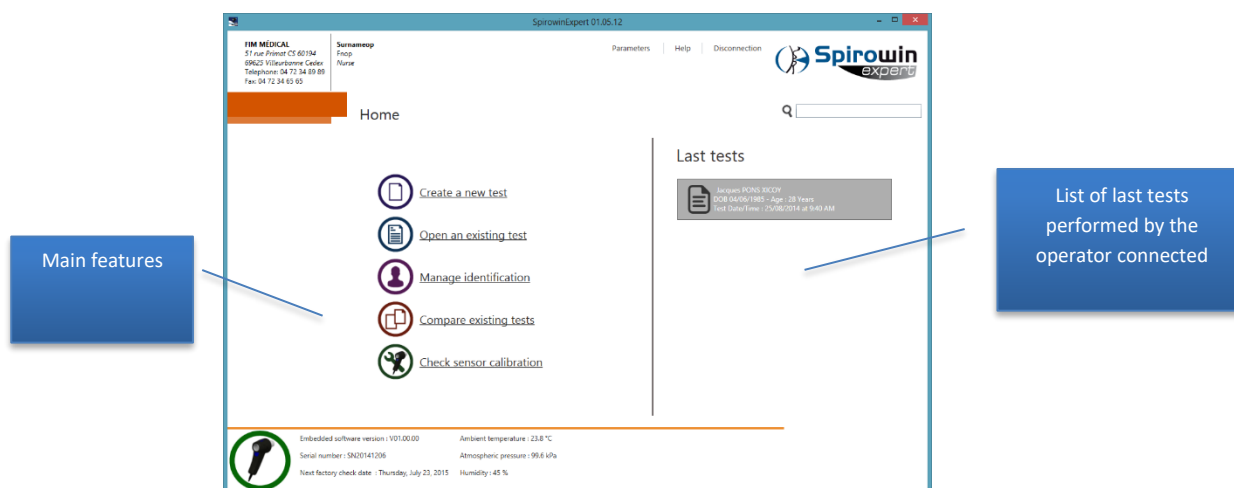 SpirowinExpert 01.05.12
FIM MÉDICAL
51 rue Primat CS 60194
69625 Villeurbanne Cedex
Telephone: 04 72 34 89 89
Fax: 04 72 34 65 65
Surnameop
Fnop
Nurse
Parameters
Help
Disconnection
Spirowin
expert
Home
Last tests
Jacques PONS XICOY
DOB 04/06/1985 - Age : 28 Years
Test Date/Time : 25/08/2014 at 9:40 AM
Create a new test
Open an existing test
Manage identification
Compare existing tests
Check sensor calibration
Main features
List of last tests
performed by the
operator connected
Embedded software version : V01.00.00
Ambient temperature : 23.8 °C
Serial number : SN20141206
Atmospheric pressure : 99.6 kPa
Next factory check date : Thursday, July 23, 2015
Humidity : 45 %